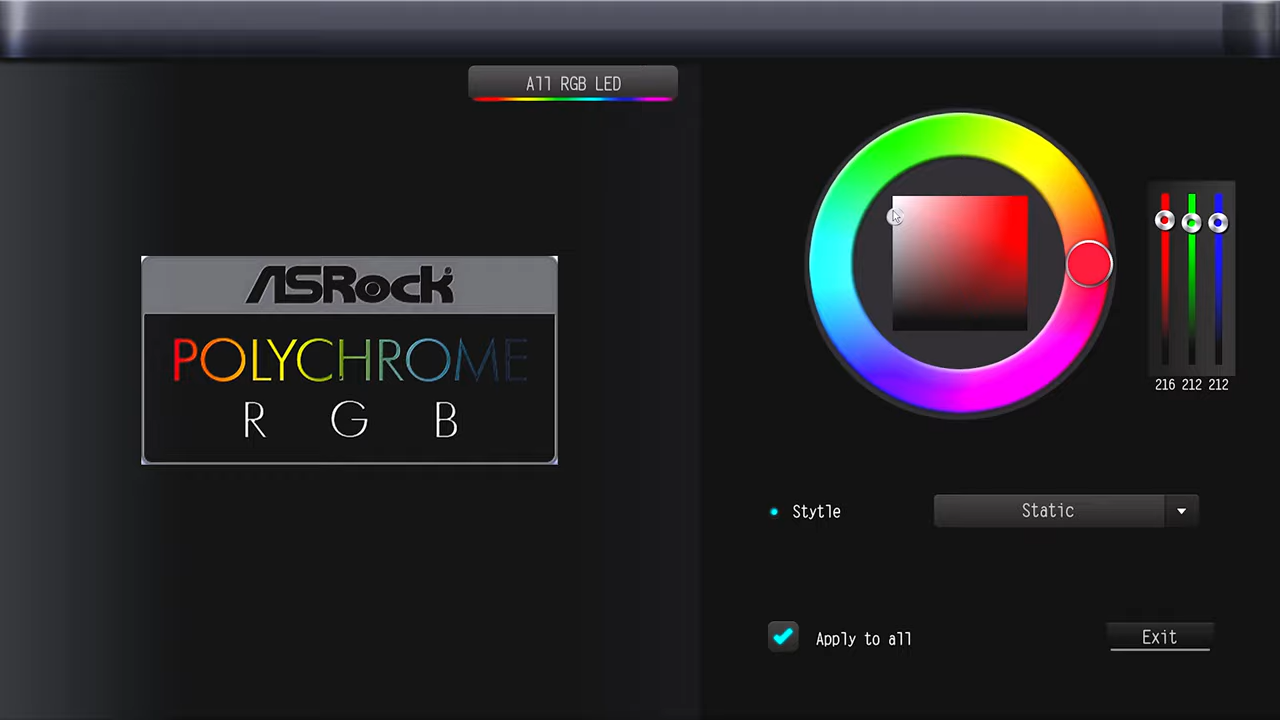 All RGB LED
ASRock
POLYCHROME
R G B
216 212 212
Stytle
Static
Apply to all
Exit